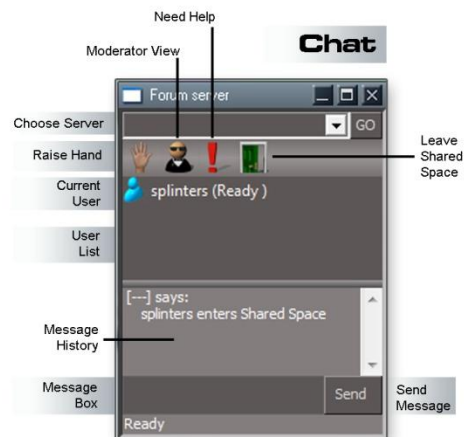 Need Help
Moderator View
Chat
Forum server
Choose Server
GO
Raise Hand
Leave
Shared
Space
Current
User
splinters (Ready )
User
List
[---] says:
splinters enters Shared Space
Message
History
Message
Box
Send
Send
Message
Ready